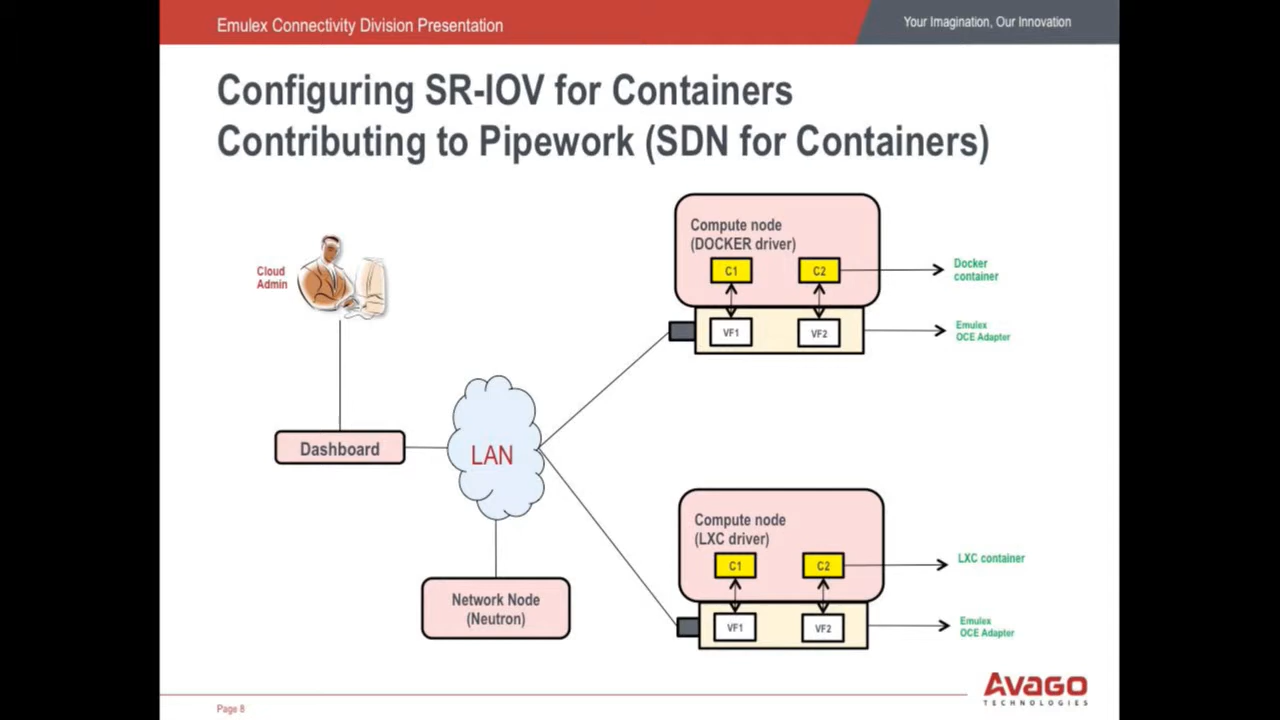 Emulex Connectivity Division Presentation
Your Imagination, Our Innovation
Configuring SR-IOV for Containers
Contributing to Pipework (SDN for Containers)
Cloud
Admin
Dashboard
LAN
Network Node
(Neutron)
Compute node
(DOCKER driver)
C1
C2
VF1
VF2
Docker
container
Emulex
OCE Adapter
Compute node
(LXC driver)
C1
C2
VF1
VF2
LXC container
Emulex
OCE Adapter
Page 8
AVAGO
TECHNOLOGIES